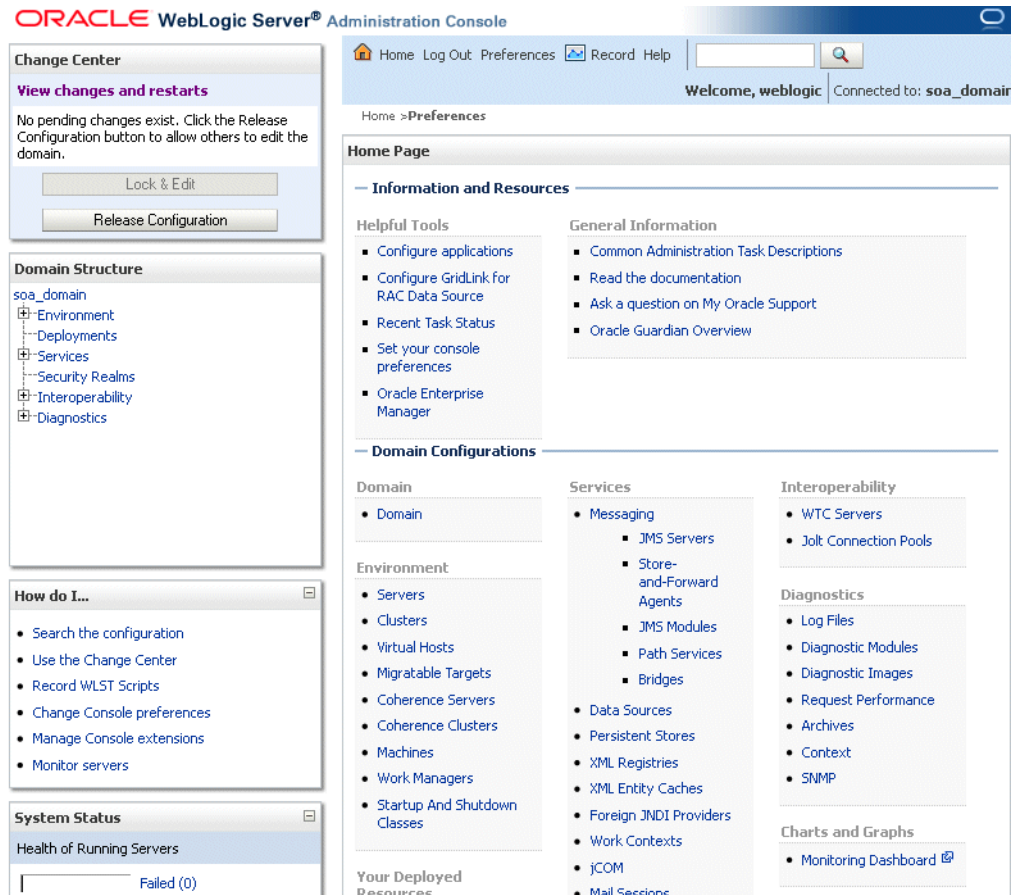 ORACLE WebLogic Server® Administration Console
Change Center
View changes and restarts
No pending changes exist. Click the Release
Configuration button to allow others to edit the
domain.
Lock & Edit
Release Configuration
Domain Structure
soa_domain
Environment
Deployments
Services
Security Realms
Interoperability
Diagnostics
How do I...
Search the configuration
Use the Change Center
Record WLST Scripts
Change Console preferences
Manage Console extensions
Monitor servers
System Status
Health of Running Servers
Failed (0)
Home Log Out Preferences Record Help
Welcome, weblogic Connected to: soa_domain
Home >Preferences
Home Page
Information and Resources
Helpful Tools
Configure applications
Configure GridLink for
RAC Data Source
Recent Task Status
Set your console
preferences
Oracle Enterprise
Manager
General Information
Common Administration Task Descriptions
Read the documentation
Ask a question on My Oracle Support
Oracle Guardian Overview
Domain Configurations
Domain
Domain
Environment
Servers
Clusters
Virtual Hosts
Migratable Targets
Coherence Servers
Coherence Clusters
Machines
Work Managers
Startup And Shutdown
Classes
Your Deployed
Resources
Services
Messaging
JMS Servers
Store-
and-Forward
Agents
JMS Modules
Path Services
Bridges
Data Sources
Persistent Stores
XML Registries
XML Entity Caches
Foreign JNDI Providers
Work Contexts
jCOM
Mail Sessions
Interoperability
WTC Servers
Jolt Connection Pools
Diagnostics
Log Files
Diagnostic Modules
Diagnostic Images
Request Performance
Archives
Context
SNMP
Charts and Graphs
Monitoring Dashboard